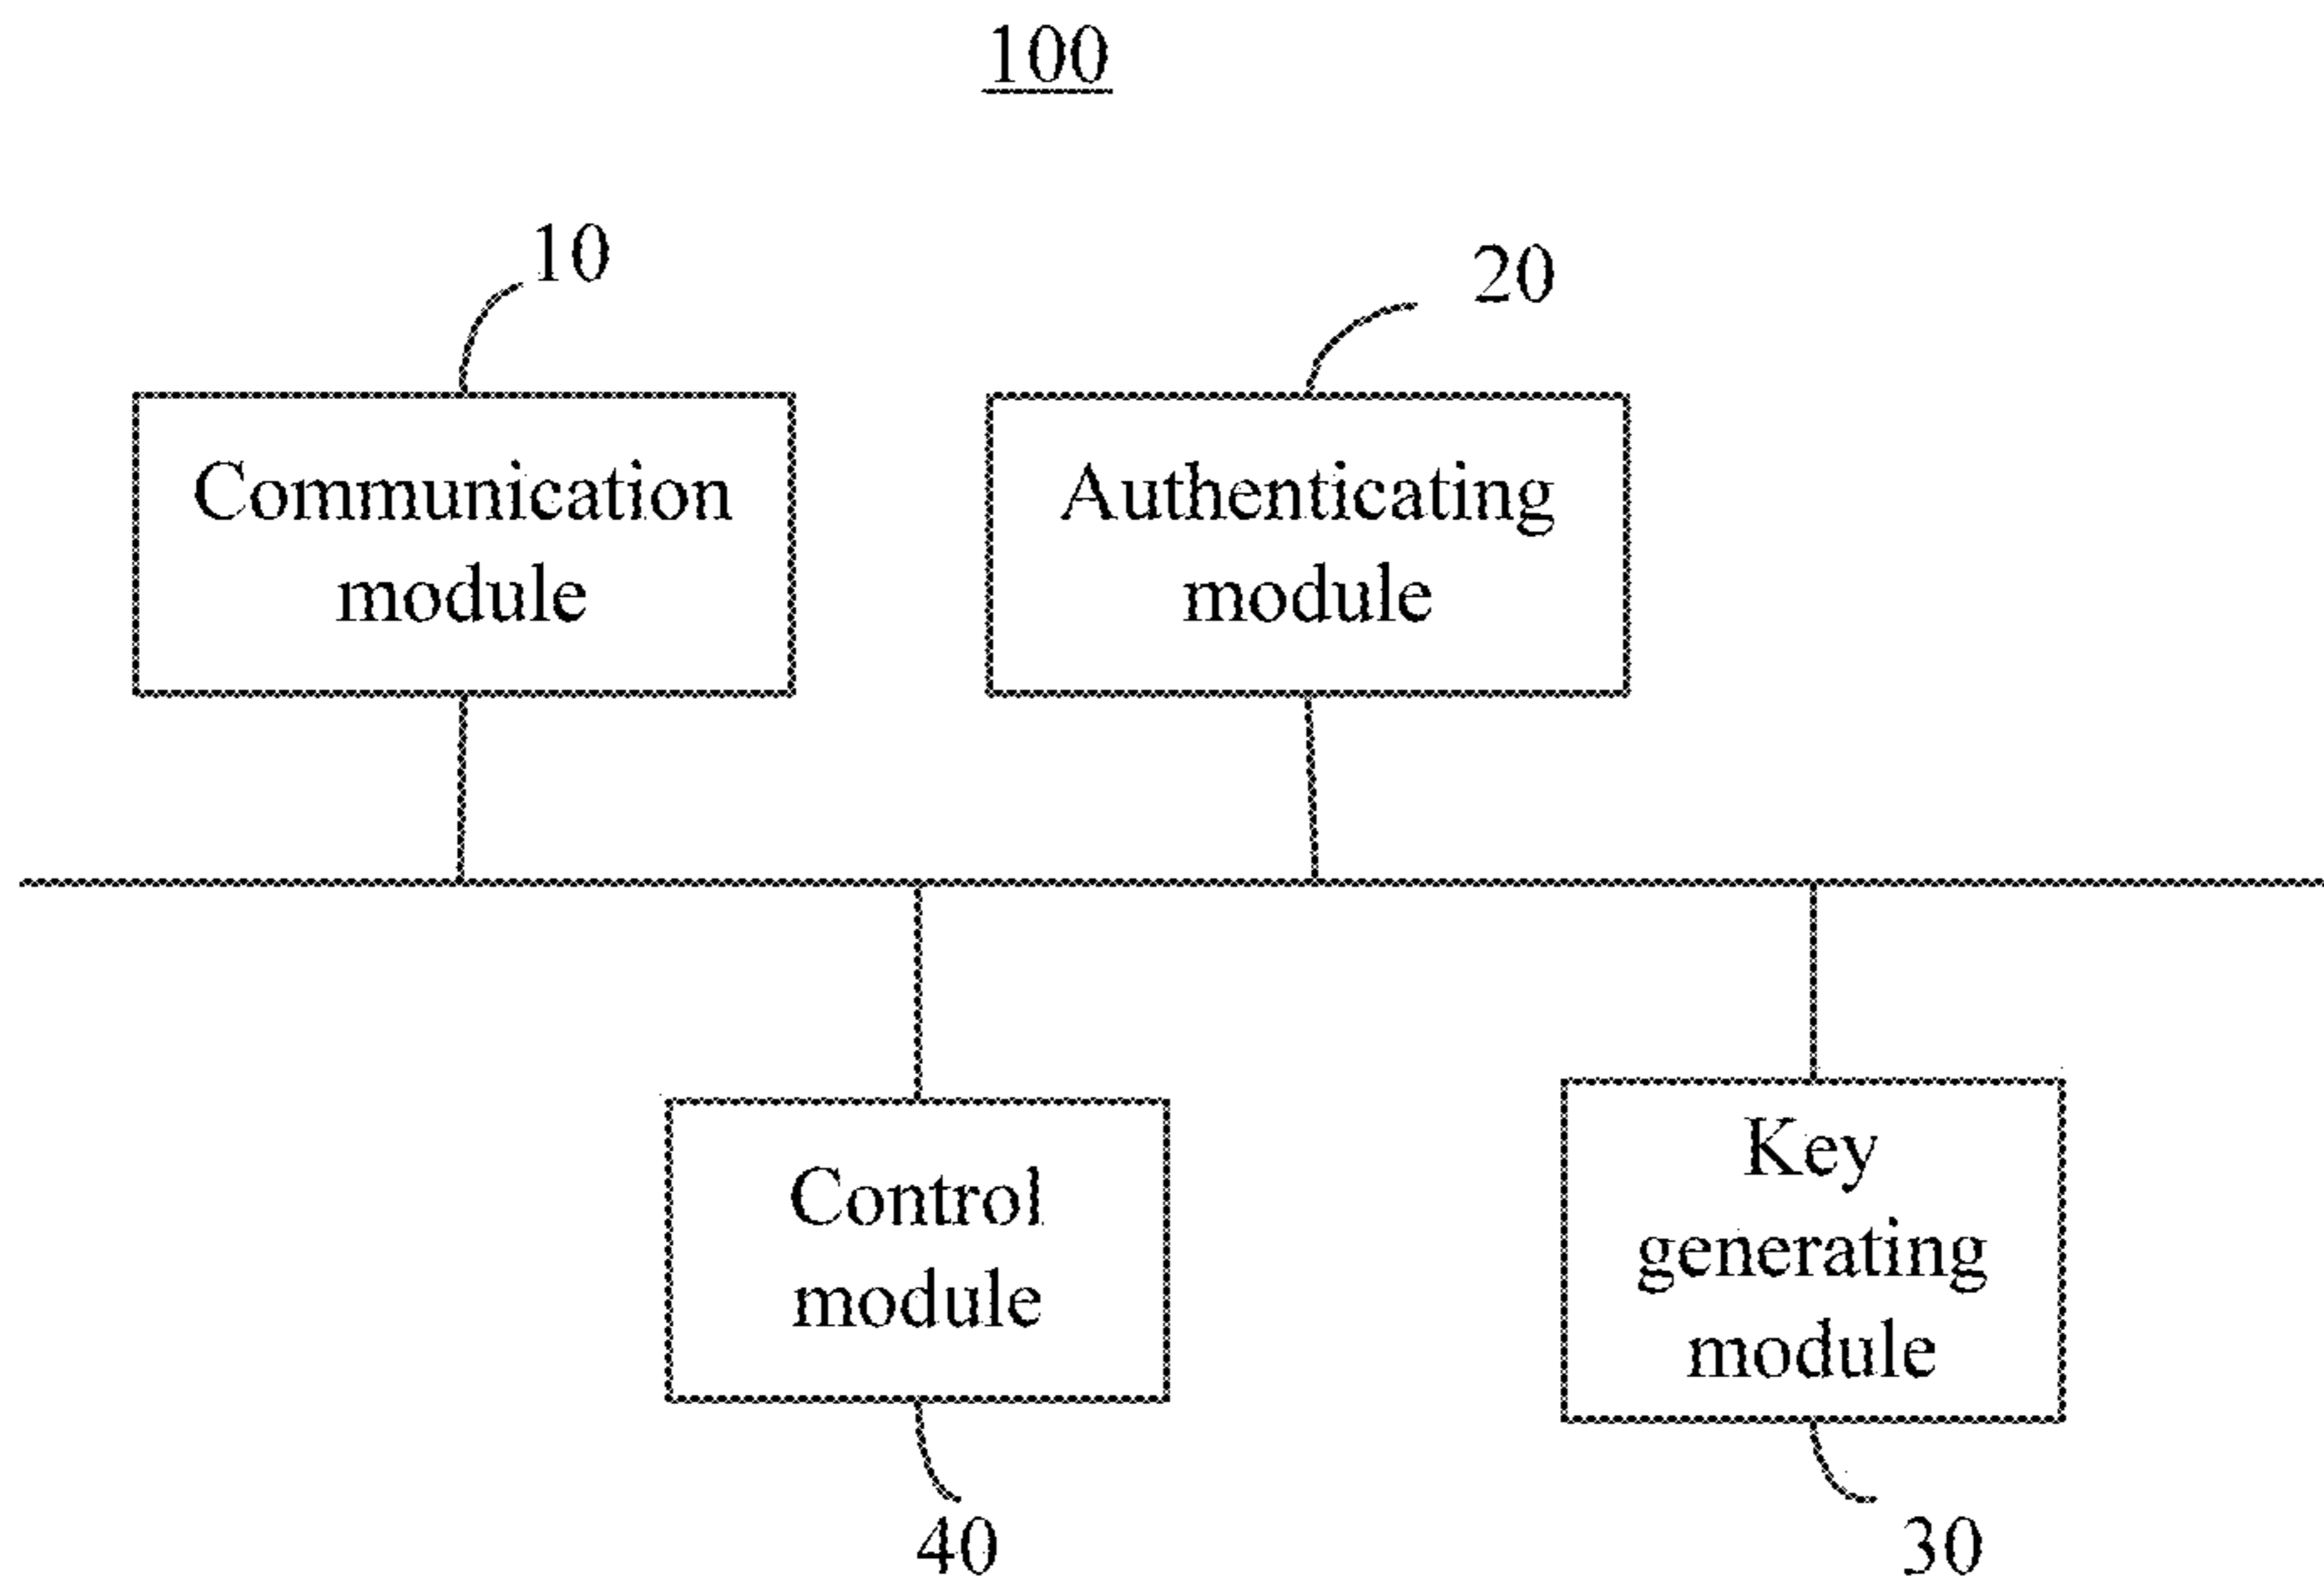 100
10
20
Communication
module
Authenticating
module
Control
module
Key
generating
module
40
30